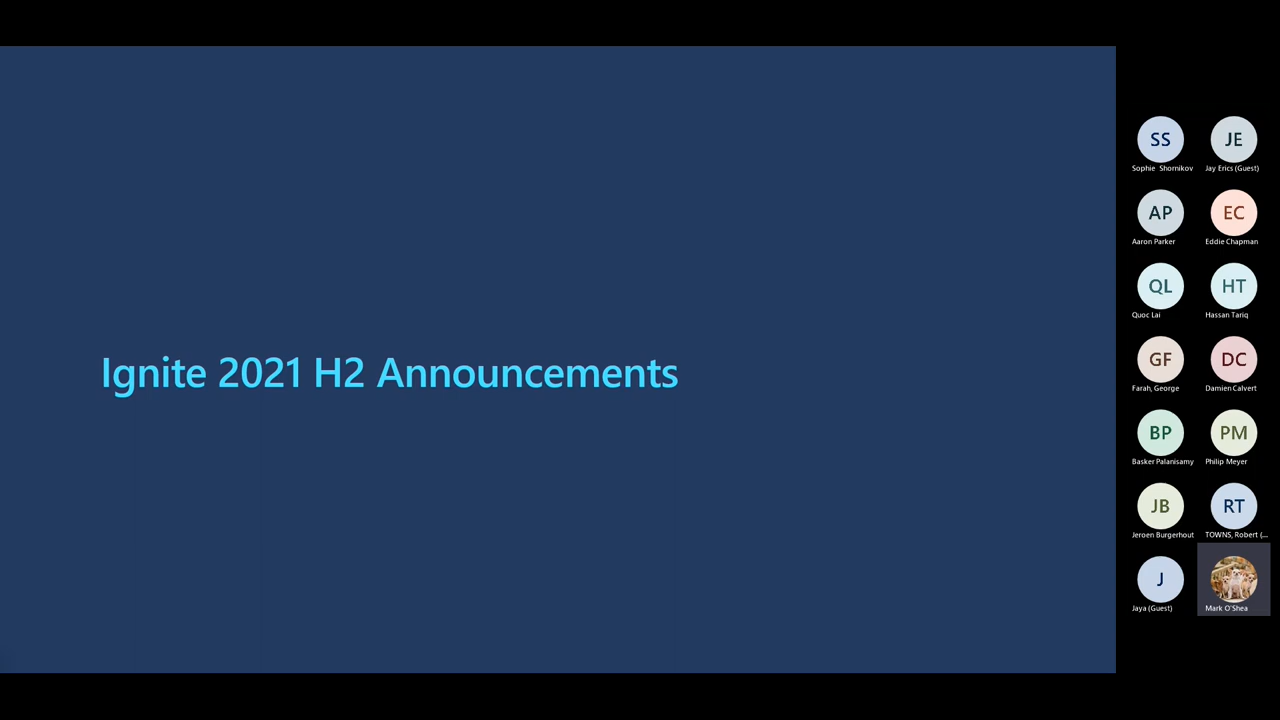 Ignite 2021 H2 Announcements
SS JE
Sophie Shornikov Jay Erics (Guest)
AP EC
Aaron Parker Eddie Chapman
QL HT
Quoc Lai Hassan Tariq
GF DC
Farah, George Damien Calvert
BP PM
Basker Palanisamy Philip Meyer
JB RT
Jeroen Burgerhout TOWNS, Robert (...
J
Jaya (Guest) Mark O'Shea